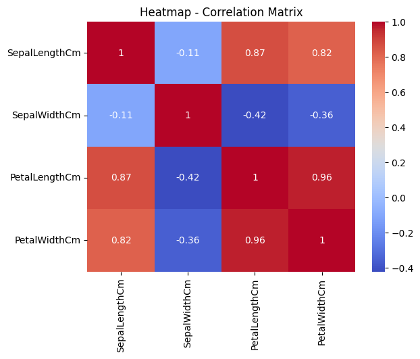 Heatmap - Correlation Matrix
SepalLengthCm 1 -0.11 0.87 0.82
SepalWidthCm -0.11 1 -0.42 -0.36
PetalLengthCm 0.87 -0.42 1 0.96
PetalWidthCm 0.82 -0.36 0.96 1
SepalLengthCm
SepalWidthCm
PetalLengthCm
PetalWidthCm
1.0
0.8
0.6
0.4
0.2
0.0
−0.2
−0.4